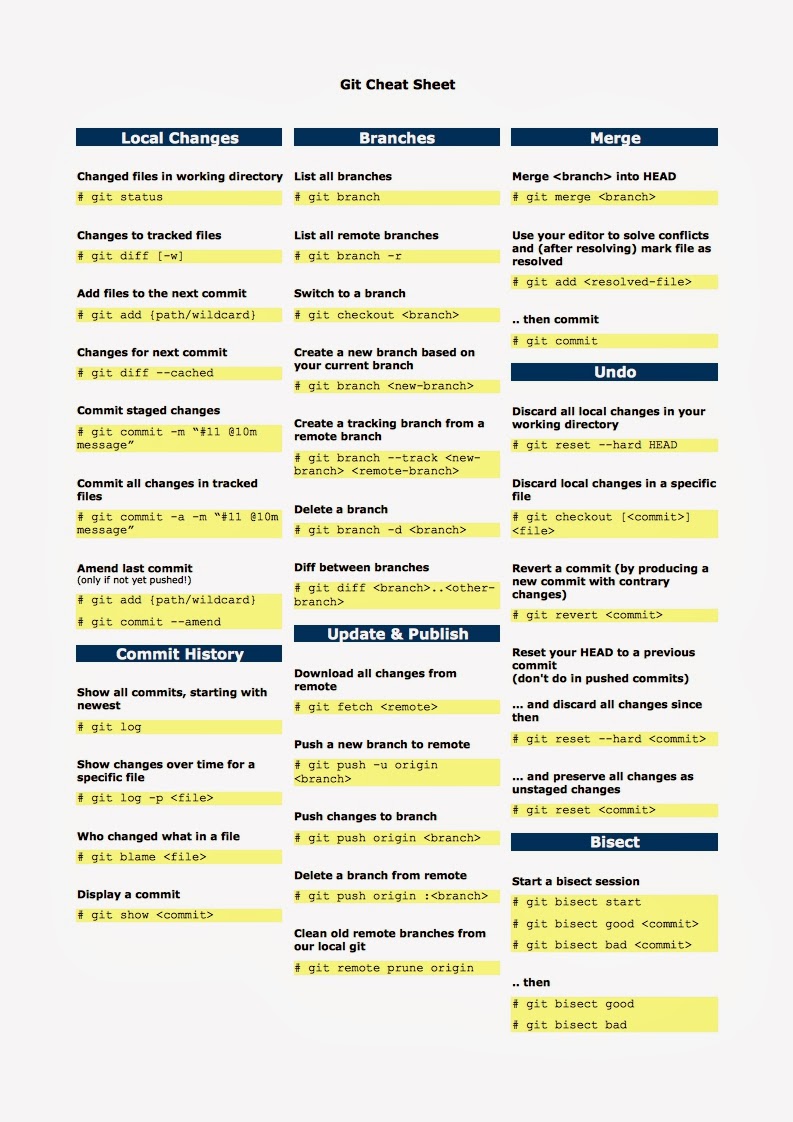 Git Cheat Sheet
Local Changes
Changed files in working directory
# git status
Changes to tracked files
# git diff [-w]
Add files to the next commit
# git add {path/wildcard}
Changes for next commit
# git diff --cached
Commit staged changes
# git commit -m “#11 @10m
message”
Commit all changes in tracked
files
# git commit -a -m “#11 @10m
message”
Amend last commit
(only if not yet pushed!)
# git add {path/wildcard}
# git commit --amend
Commit History
Show all commits, starting with
newest
# git log
Show changes over time for a
specific file
# git log -p <file>
Who changed what in a file
# git blame <file>
Display a commit
# git show <commit>
Branches
List all branches
# git branch
List all remote branches
# git branch -r
Switch to a branch
# git checkout <branch>
Create a new branch based on
your current branch
# git branch <new-branch>
Create a tracking branch from a
remote branch
# git branch --track <new-
branch> <remote-branch>
Delete a branch
# git branch -d <branch>
Diff between branches
# git diff <branch>..<other-
branch>
Update & Publish
Download all changes from
remote
# git fetch <remote>
Push a new branch to remote
# git push -u origin
<branch>
Push changes to branch
# git push origin <branch>
Delete a branch from remote
# git push origin :<branch>
Clean old remote branches from
our local git
# git remote prune origin
Merge
Merge <branch> into HEAD
# git merge <branch>
Use your editor to solve conflicts
and (after resolving) mark file as
resolved
# git add <resolved-file>
.. then commit
# git commit
Undo
Discard all local changes in your
working directory
# git reset --hard HEAD
Discard local changes in a specific
file
# git checkout [<commit>]
<file>
Revert a commit (by producing a
new commit with contrary
changes)
# git revert <commit>
Reset your HEAD to a previous
commit
(don't do in pushed commits)
... and discard all changes since
then
# git reset --hard <commit>
... and preserve all changes as
unstaged changes
# git reset <commit>
Bisect
Start a bisect session
# git bisect start
# git bisect good <commit>
# git bisect bad <commit>
.. then
# git bisect good
# git bisect bad